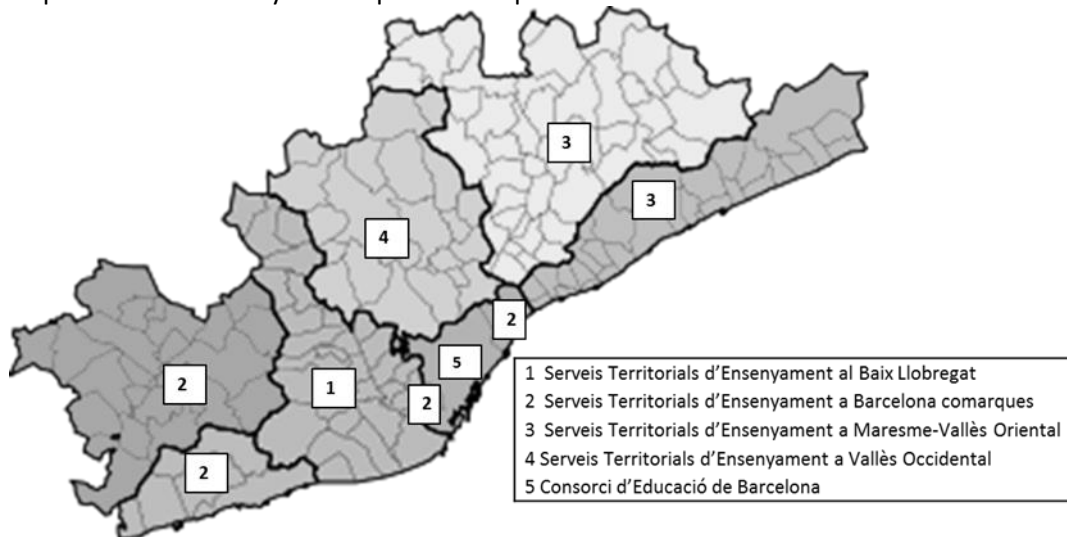 3
3
4
2
5
2
1
2
2
1 Serveis Territorials d'Ensenyament al Baix Llobregat
2 Serveis Territorials d'Ensenyament a Barcelona comarques
3 Serveis Territorials d'Ensenyament a Maresme-Vallès Oriental
4 Serveis Territorials d'Ensenyament a Vallès Occidental
5 Consorci d'Educació de Barcelona